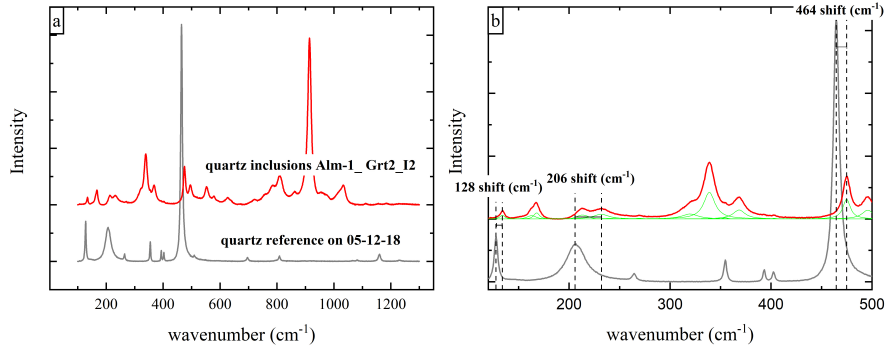 a
Intensity
quartz inclusions Alm-1_ Grt2_I2
quartz reference on 05-12-18
200 400 600 800 1000 1200
wavenumber (cm⁻¹)
b
464 shift (cm⁻¹)
Intensity
206 shift (cm⁻¹)
128 shift (cm⁻¹)
200 300 400 500
wavenumber (cm⁻¹)